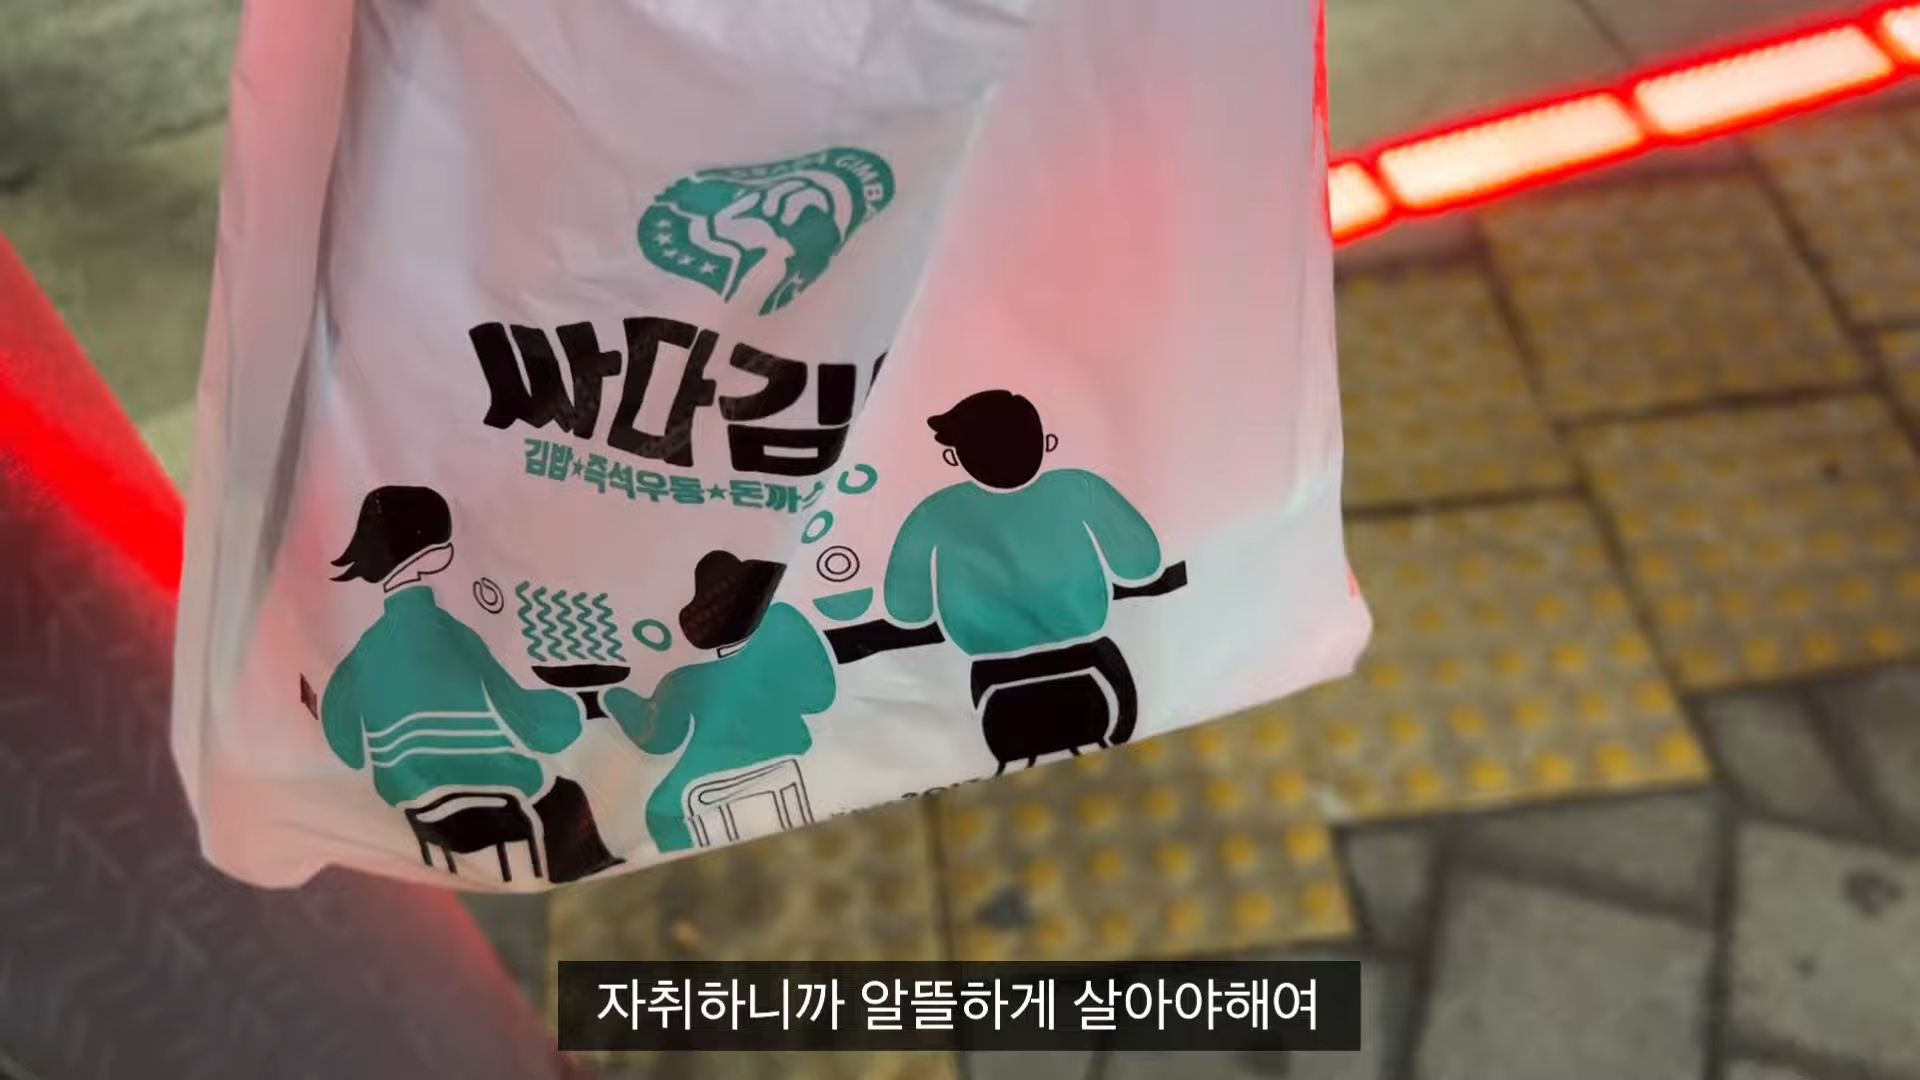 싸다김
김밥★즉석우동★돈까스
자취하니까 알뜰하게 살아야해여